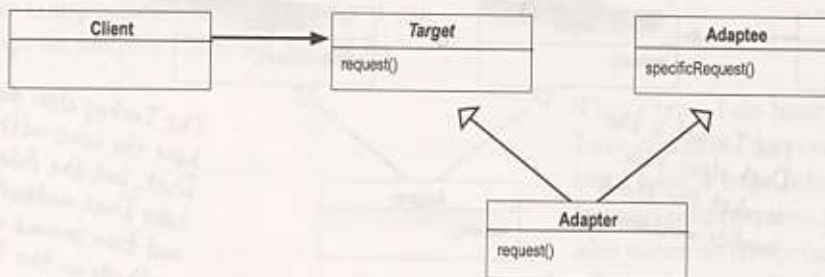 Client
Target
request()
Adaptee
specificRequest()
Adapter
request()